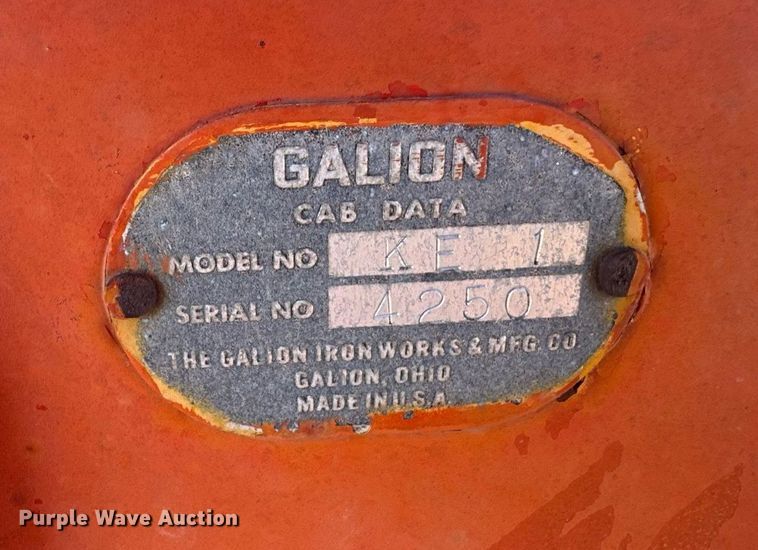 GALION
CAB DATA
MODEL NO KE 1
SERIAL NO 4250
THE GALION IRON WORKS & MFG. CO
GALION, OHIO
MADE IN U.S.A.
Purple Wave Auction